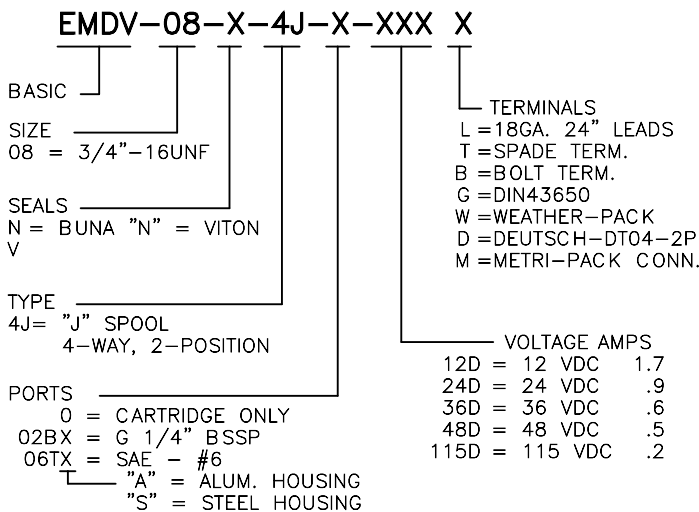 EMDV-08-X-4J-X-XXX X
BASIC
SIZE
08 = 3/4"-16UNF
SEALS
N = BUNA "N" = VITON
V
TYPE
4J= "J" SPOOL
4-WAY, 2-POSITION
PORTS
0 = CARTRIDGE ONLY
02BX = G 1/4" BSSP
06TX = SAE - #6
"A" = ALUM. HOUSING
"S" = STEEL HOUSING
TERMINALS
L =18GA. 24" LEADS
T =SPADE TERM.
B =BOLT TERM.
G =DIN43650
W =WEATHER-PACK
D =DEUTSCH-DT04-2P
M =METRI-PACK CONN.
VOLTAGE AMPS
12D = 12 VDC 1.7
24D = 24 VDC .9
36D = 36 VDC .6
48D = 48 VDC .5
115D = 115 VDC .2